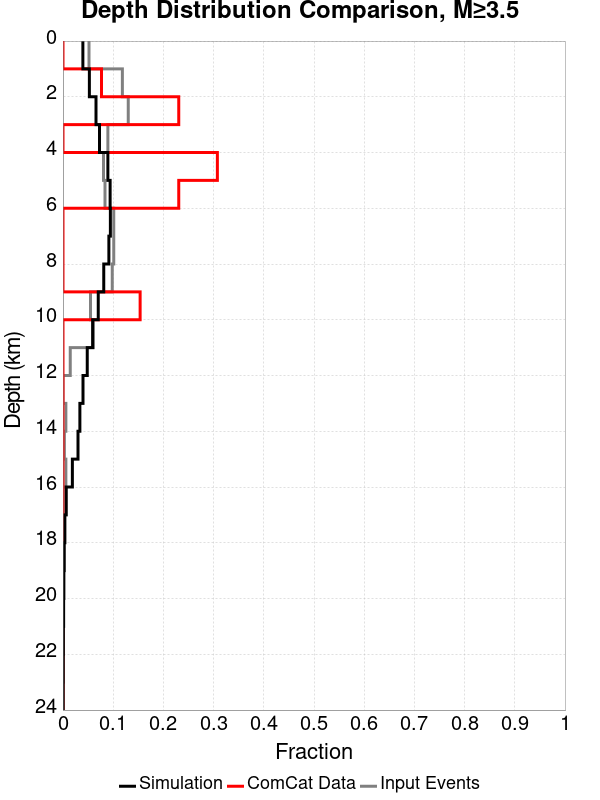 Depth Distribution Comparison, M≥3.5
0
2
4
6
8
10
12
14
16
18
20
22
24
Depth (km)
0 0.1 0.2 0.3 0.4 0.5 0.6 0.7 0.8 0.9 1
Fraction
Simulation ComCat Data Input Events